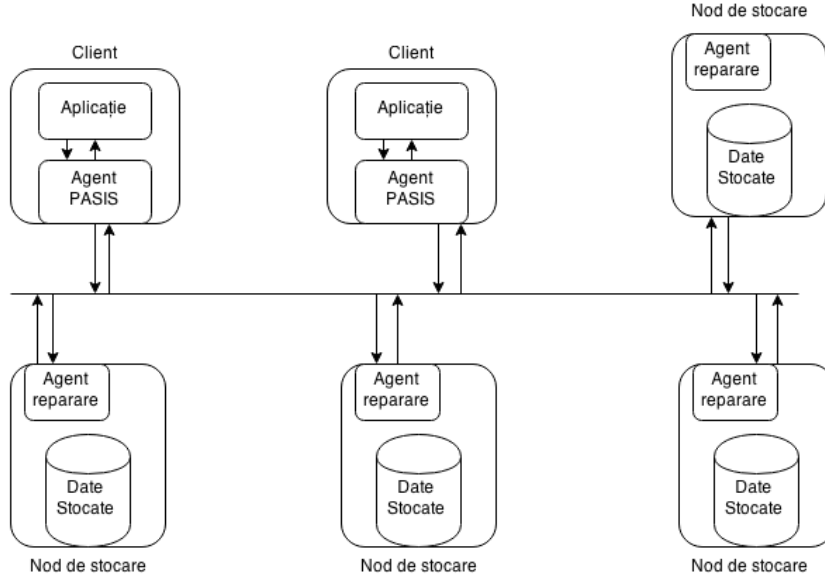 Nod de stocare
Client
Client
Agent
reparare
Aplicație
Aplicație
Date
Stocate
Agent
PASIS
Agent
PASIS
Agent
reparare
Agent
reparare
Agent
reparare
Date
Stocate
Date
Stocate
Date
Stocate
Nod de stocare
Nod de stocare
Nod de stocare